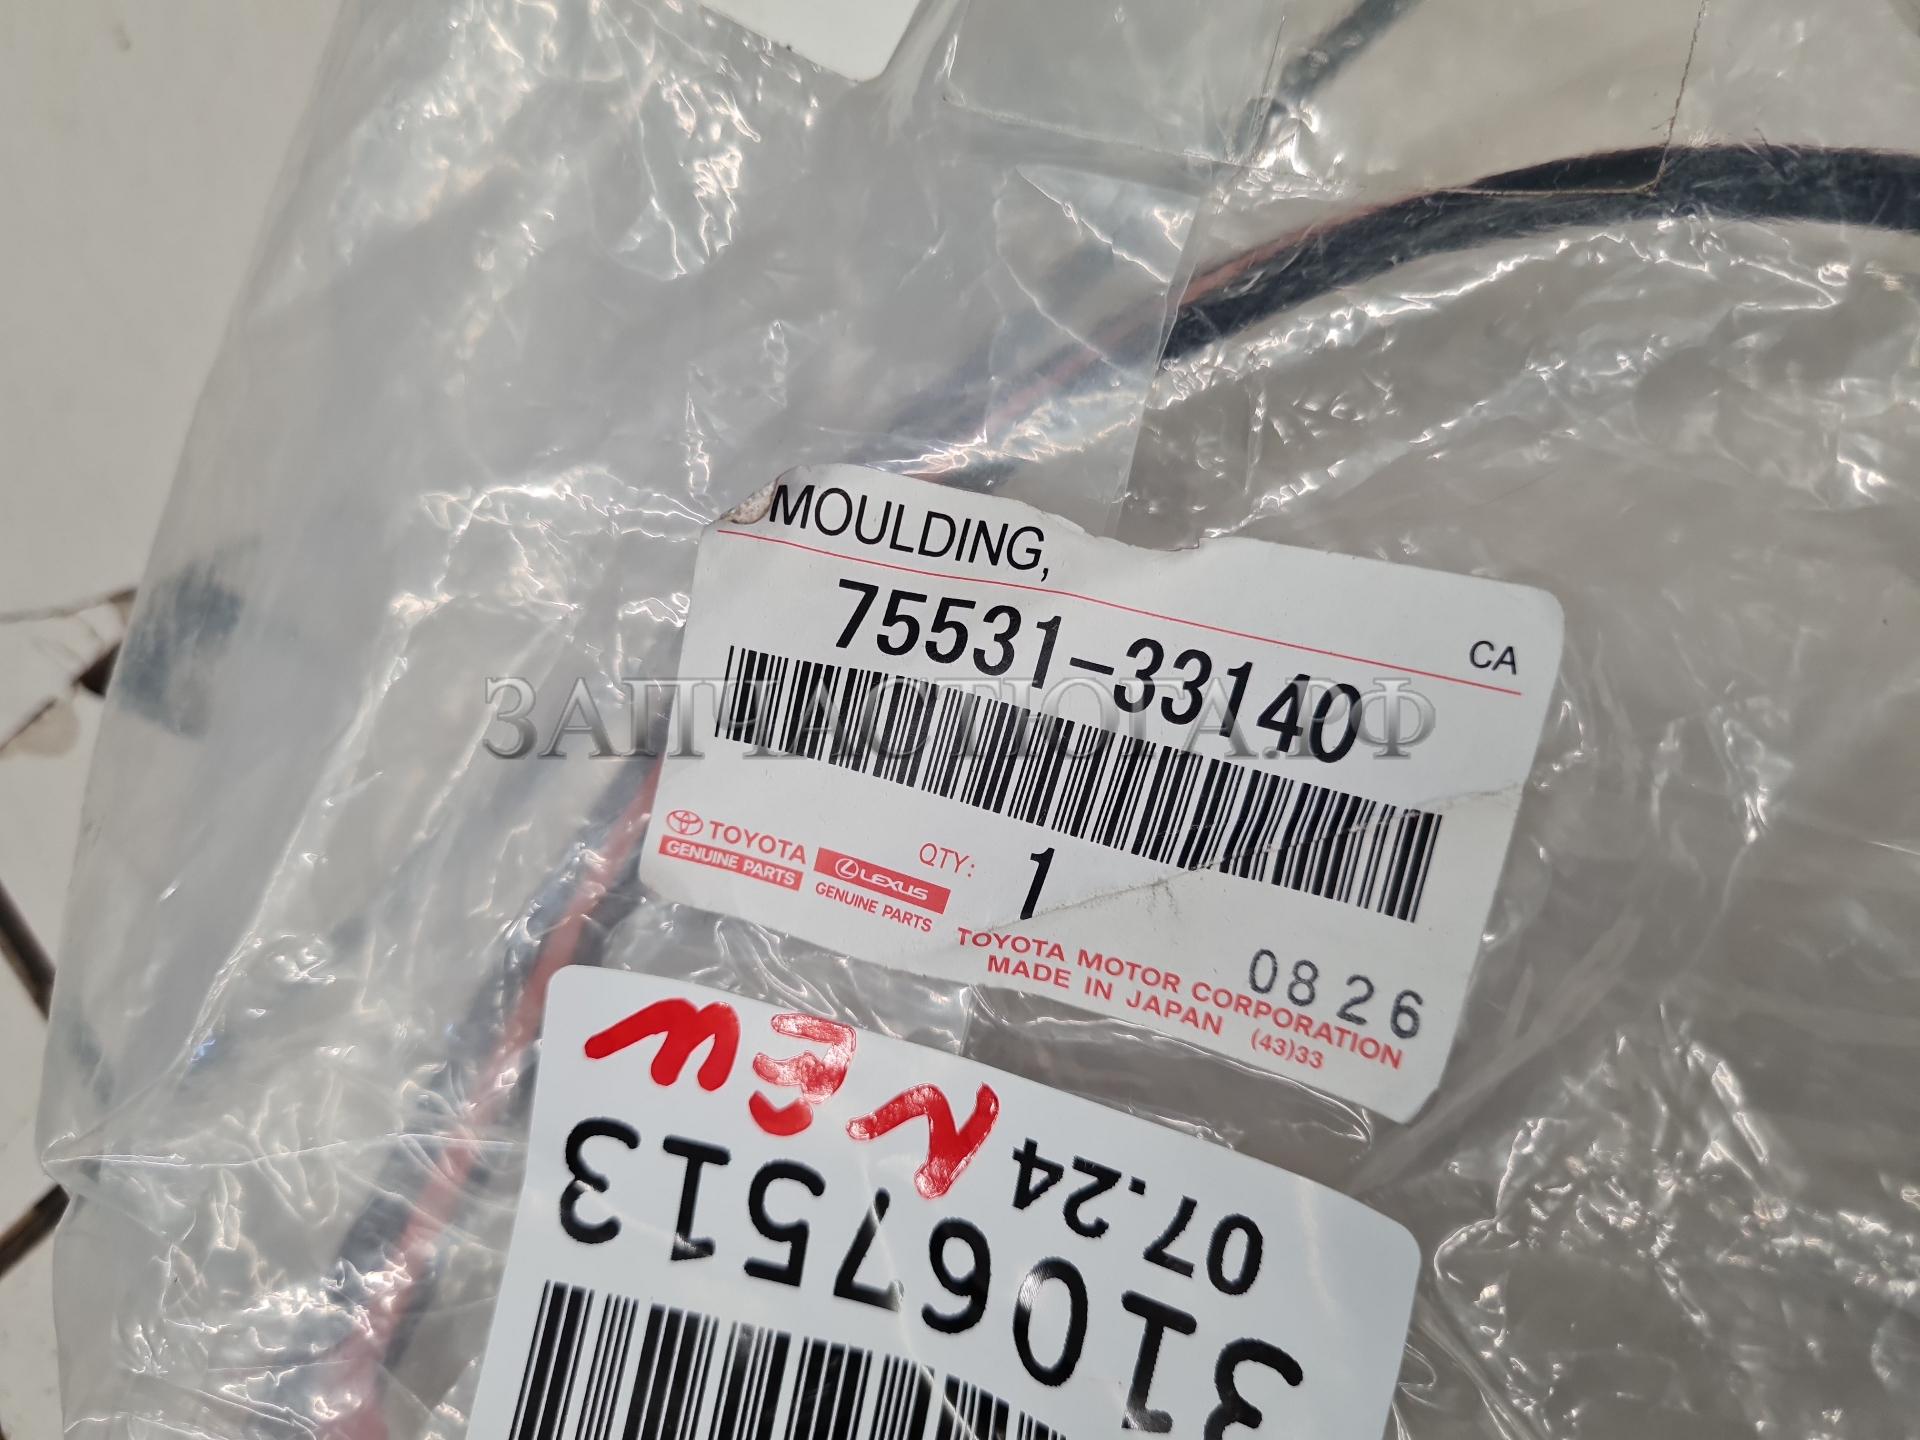 MOULDING,
CA
75531-33140
ЗАПЧАСТЮГА.РФ
TOYOTA
GENUINE PARTS
LEXUS
GENUINE PARTS
QTY: 1
0826
TOYOTA MOTOR CORPORATION
MADE IN JAPAN (43)33
NEW
07.24
31067513